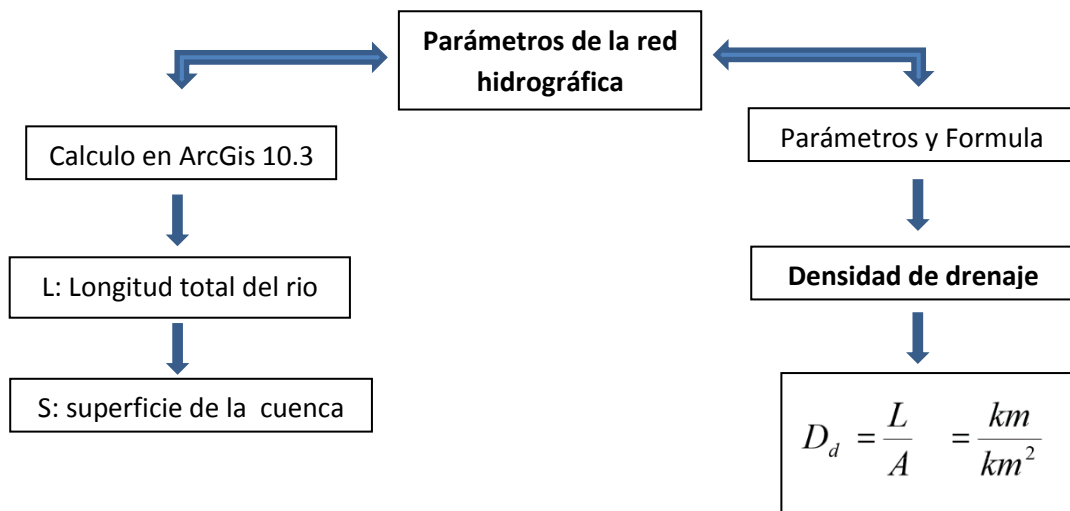 Parámetros de la red
hidrográfica
Calculo en ArcGis 10.3
L: Longitud total del rio
S: superficie de la cuenca
Parámetros y Formula
Densidad de drenaje
D_d = L/A = km/km²